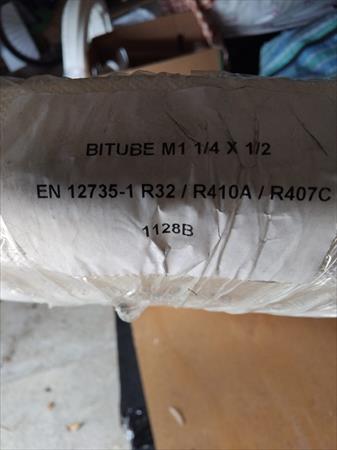 BITUBE M1 1/4 X 1/2
EN 12735-1 R32 / R410A / R407C
1128B